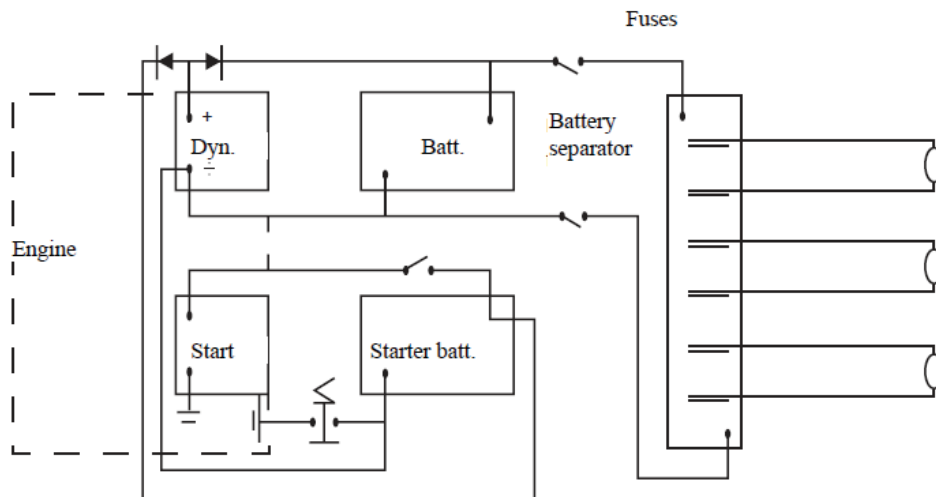 Fuses
+
Dyn.
÷
Batt.
Battery
separator
Engine
Start
Starter batt.